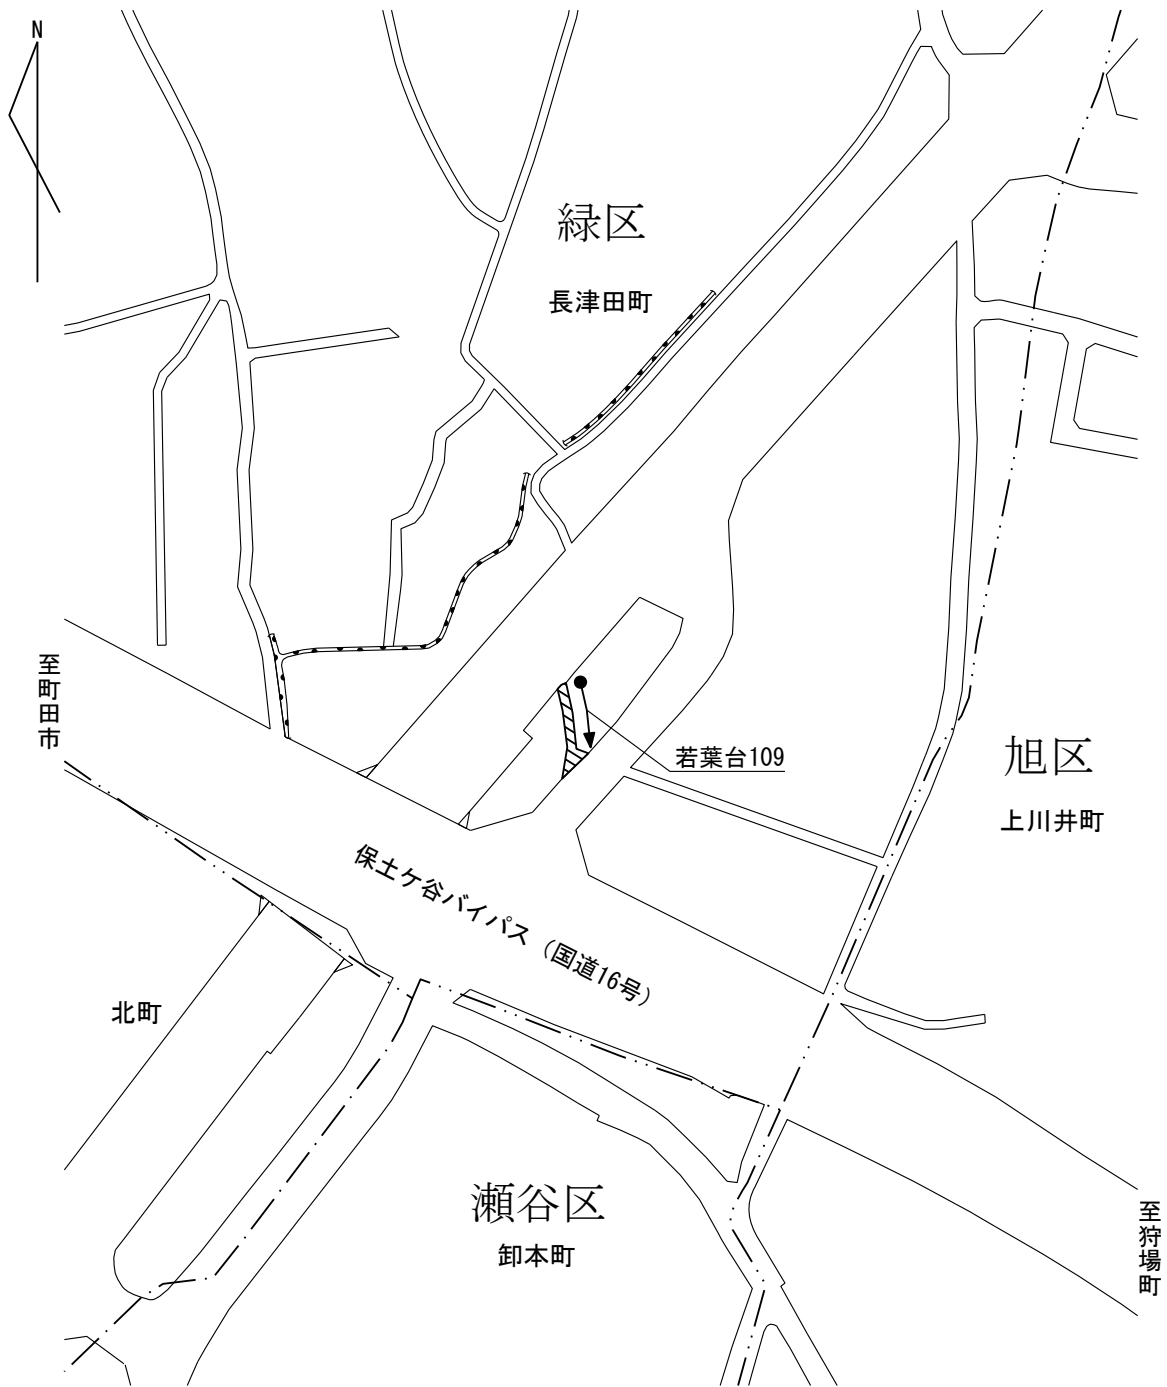 N
緑区
長津田町
至町田市
若葉台109
旭区
上川井町
保土ケ谷バイパス（国道16号）
北町
瀬谷区
卸本町
至狩場町